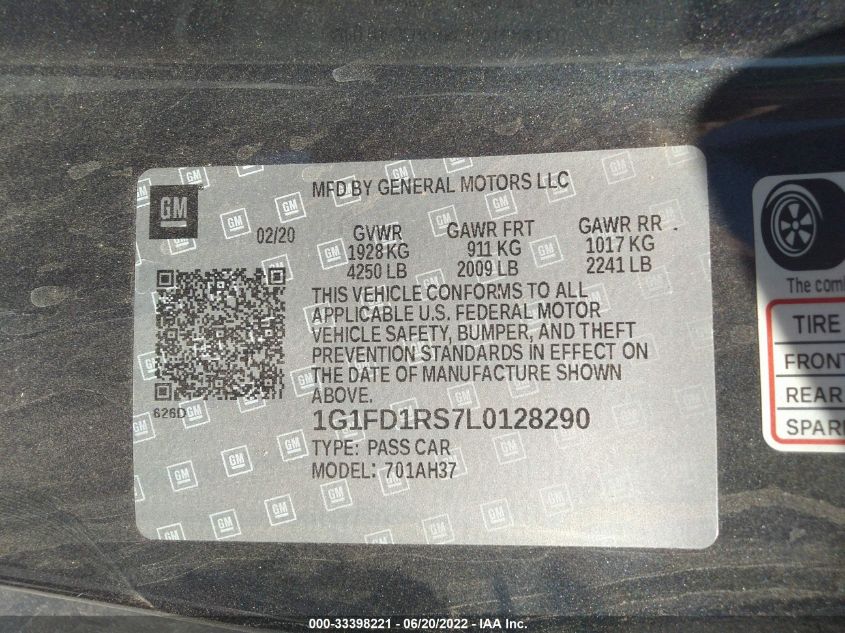 MFD BY GENERAL MOTORS LLC
GM
02/20
GVWR
1928 KG
4250 LB
GAWR FRT
911 KG
2009 LB
GAWR RR
1017 KG
2241 LB
THIS VEHICLE CONFORMS TO ALL
APPLICABLE U.S. FEDERAL MOTOR
VEHICLE SAFETY, BUMPER, AND THEFT
PREVENTION STANDARDS IN EFFECT ON
THE DATE OF MANUFACTURE SHOWN
ABOVE.
626D
1G1FD1RS7L0128290
TYPE: PASS CAR
MODEL: 701AH37
The com
TIRE
FRONT
REAR
SPAR
000-33398221 - 06/20/2022 - IAA Inc.